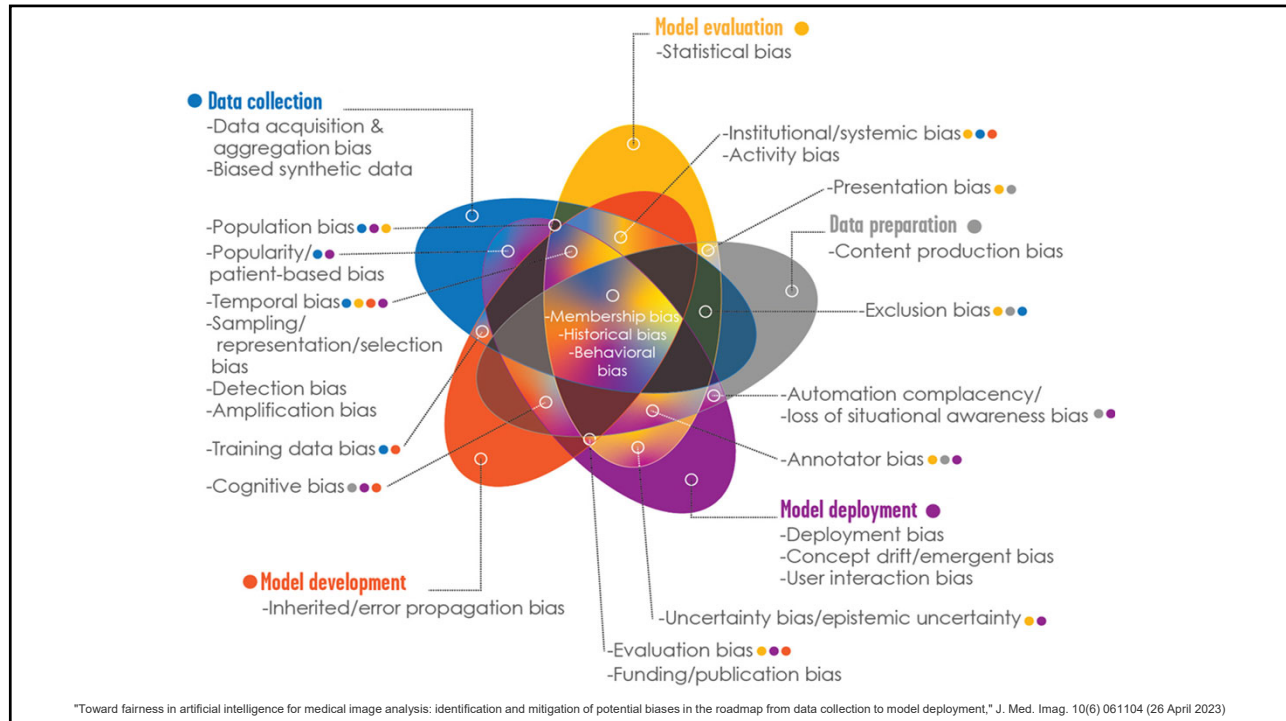 Model evaluation
-Statistical bias
Data collection
-Data acquisition &
aggregation bias
-Biased synthetic data
-Population bias
-Popularity/
patient-based bias
-Temporal bias
-Sampling/
representation/selection
bias
-Detection bias
-Amplification bias
-Training data bias
-Cognitive bias
Model development
-Inherited/error propagation bias
-Membership bias
-Historical bias
-Behavioral
bias
-Institutional/systemic bias
-Activity bias
-Presentation bias
Data preparation
-Content production bias
-Exclusion bias
-Automation complacency/
-loss of situational awareness bias
-Annotator bias
Model deployment
-Deployment bias
-Concept drift/emergent bias
-User interaction bias
-Uncertainty bias/epistemic uncertainty
-Evaluation bias
-Funding/publication bias
"Toward fairness in artificial intelligence for medical image analysis: identification and mitigation of potential biases in the roadmap from data collection to model deployment," J. Med. Imag. 10(6) 061104 (26 April 2023)